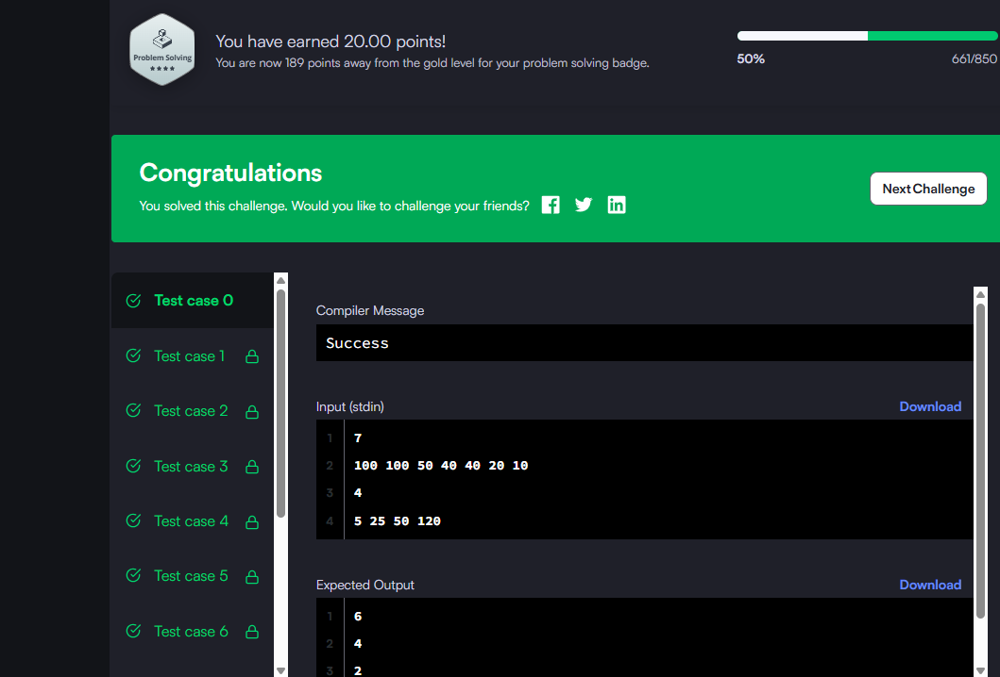 Problem Solving
You have earned 20.00 points!
You are now 189 points away from the gold level for your problem solving badge.
50%
661/850
Congratulations
You solved this challenge. Would you like to challenge your friends?
Next Challenge
Test case 0
Test case 1
Test case 2
Test case 3
Test case 4
Test case 5
Test case 6
Compiler Message
Success
Input (stdin)
Download
1 7
2 100 100 50 40 40 20 10
3 4
4 5 25 50 120
Expected Output
Download
1 6
2 4
3 2